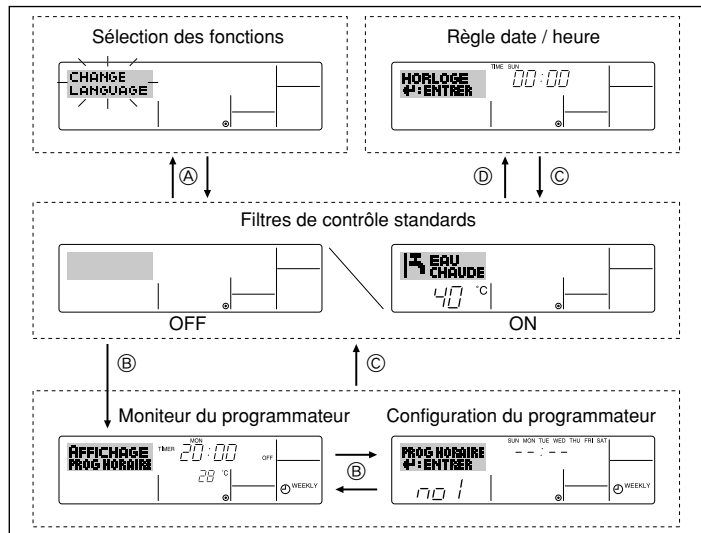 Sélection des fonctions
CHANGE
LANGUAGE
Règle date / heure
TIME SUN
HORLOGE 00:00
↵:ENTRER
Ⓐ
Ⓓ Ⓒ
Filtres de contrôle standards
OFF
EAU
CHAUDE
40 °C
ON
Ⓑ
Ⓒ
Moniteur du programmateur
MON
AFFICHAGE TIMER 20:00 OFF
PROG HORAIRE
28 °C
WEEKLY
Ⓑ
Configuration du programmateur
SUN MON TUE WED THU FRI SAT
PROG HORAIRE --:--
↵:ENTRER
no 1
WEEKLY